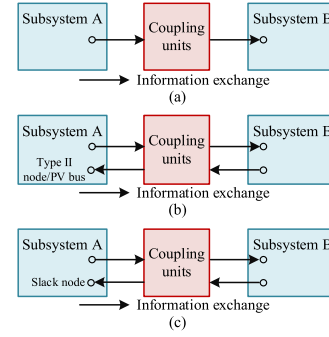 Subsystem A
Coupling
units
Subsystem B
Information exchange
(a)
Subsystem A
Coupling
units
Subsystem B
Type II
node/PV bus
Information exchange
(b)
Subsystem A
Coupling
units
Subsystem B
Slack node
Information exchange
(c)